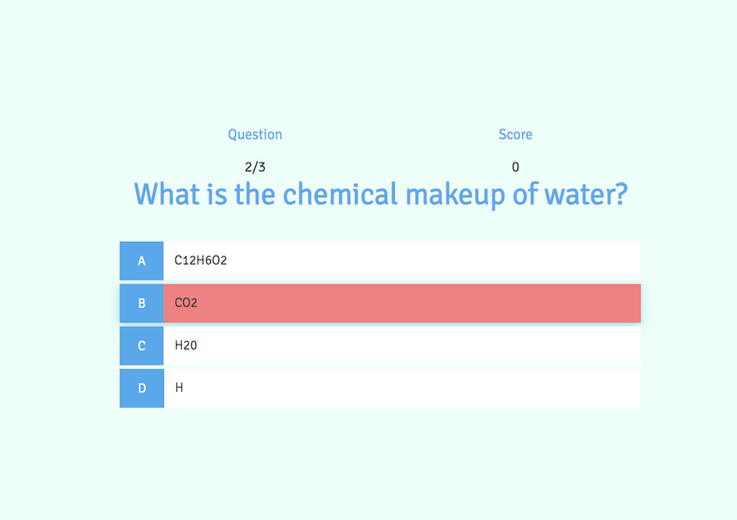 Question
Score
2/3
0
What is the chemical makeup of water?
A
C12H6O2
B
CO2
C
H20
D
H